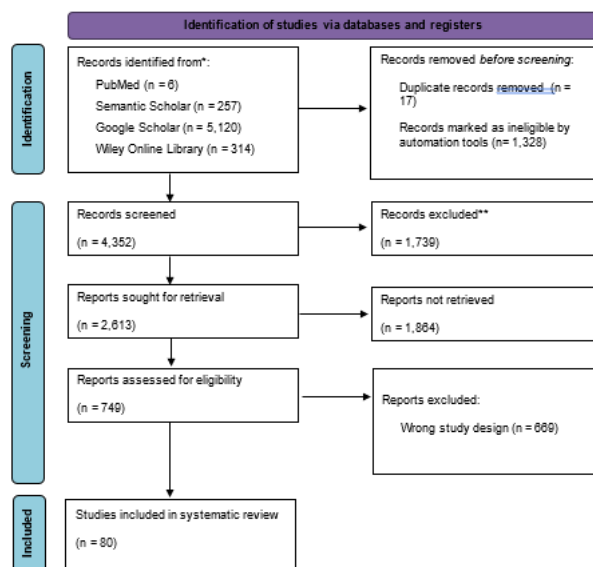 Identification of studies via databases and registers
Identification
Records identified from*:
PubMed (n = 6)
Semantic Scholar (n = 257)
Google Scholar (n = 5,120)
Wiley Online Library (n = 314)
Records removed before screening:
Duplicate records removed (n =
17)
Records marked as ineligible by
automation tools (n= 1,328)
Screening
Records screened
(n = 4,352)
Records excluded**
(n = 1,739)
Reports sought for retrieval
(n = 2,613)
Reports not retrieved
(n = 1,864)
Reports assessed for eligibility
(n = 749)
Reports excluded:
Wrong study design (n = 669)
Included
Studies included in systematic review
(n = 80)